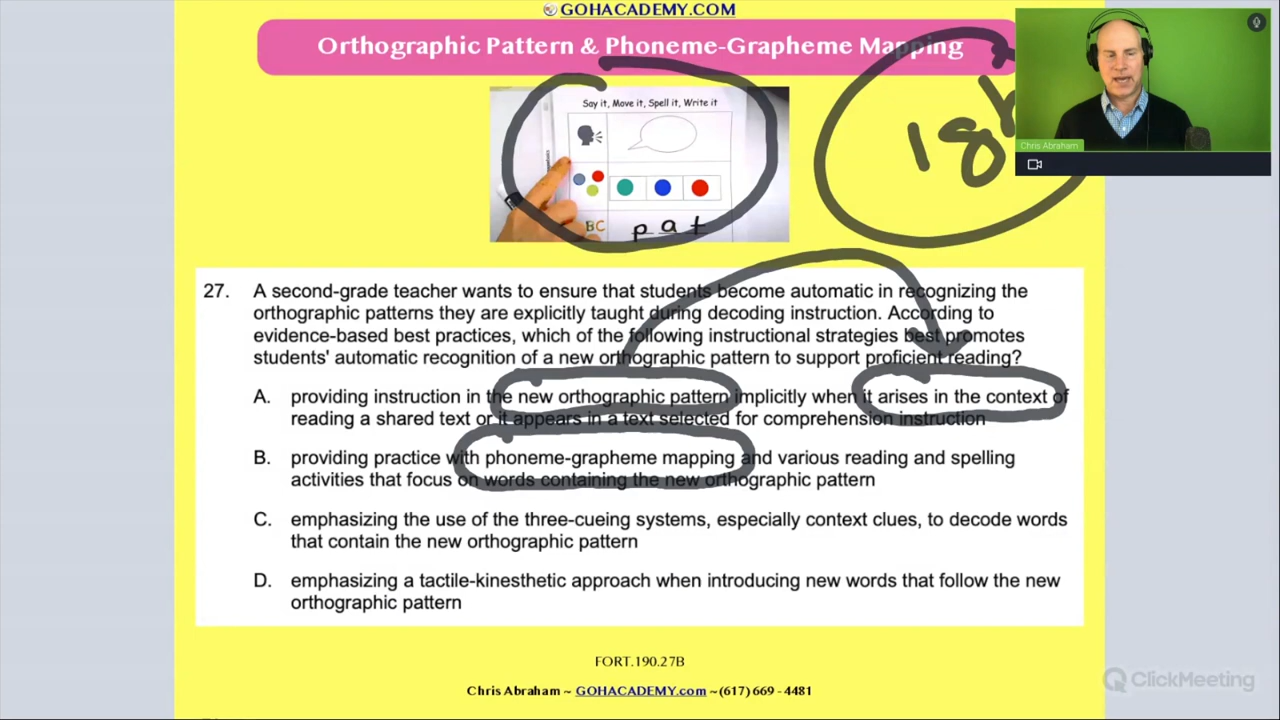 GOHACADEMY.COM
Orthographic Pattern & Phoneme-Grapheme Mapping
Say it, Move it, Spell it, Write it
BC
p a t
Chris Abraham
27. A second-grade teacher wants to ensure that students become automatic in recognizing the
orthographic patterns they are explicitly taught during decoding instruction. According to
evidence-based best practices, which of the following instructional strategies best promotes
students' automatic recognition of a new orthographic pattern to support proficient reading?
A. providing instruction in the new orthographic pattern implicitly when it arises in the context of
reading a shared text or it appears in a text selected for comprehension instruction
B. providing practice with phoneme-grapheme mapping and various reading and spelling
activities that focus on words containing the new orthographic pattern
C. emphasizing the use of the three-cueing systems, especially context clues, to decode words
that contain the new orthographic pattern
D. emphasizing a tactile-kinesthetic approach when introducing new words that follow the new
orthographic pattern
FORT.190.27B
Chris Abraham ~ GOHACADEMY.com ~(617) 669 - 4481
ClickMeeting